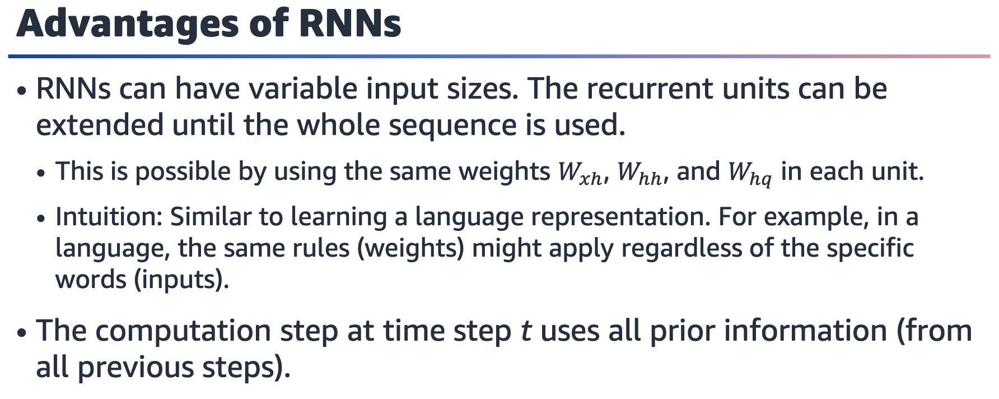 Advantages of RNNs
• RNNs can have variable input sizes. The recurrent units can be
extended until the whole sequence is used.
• This is possible by using the same weights W_{xh}, W_{hh}, and W_{hq} in each unit.
• Intuition: Similar to learning a language representation. For example, in a
language, the same rules (weights) might apply regardless of the specific
words (inputs).
• The computation step at time step t uses all prior information (from
all previous steps).